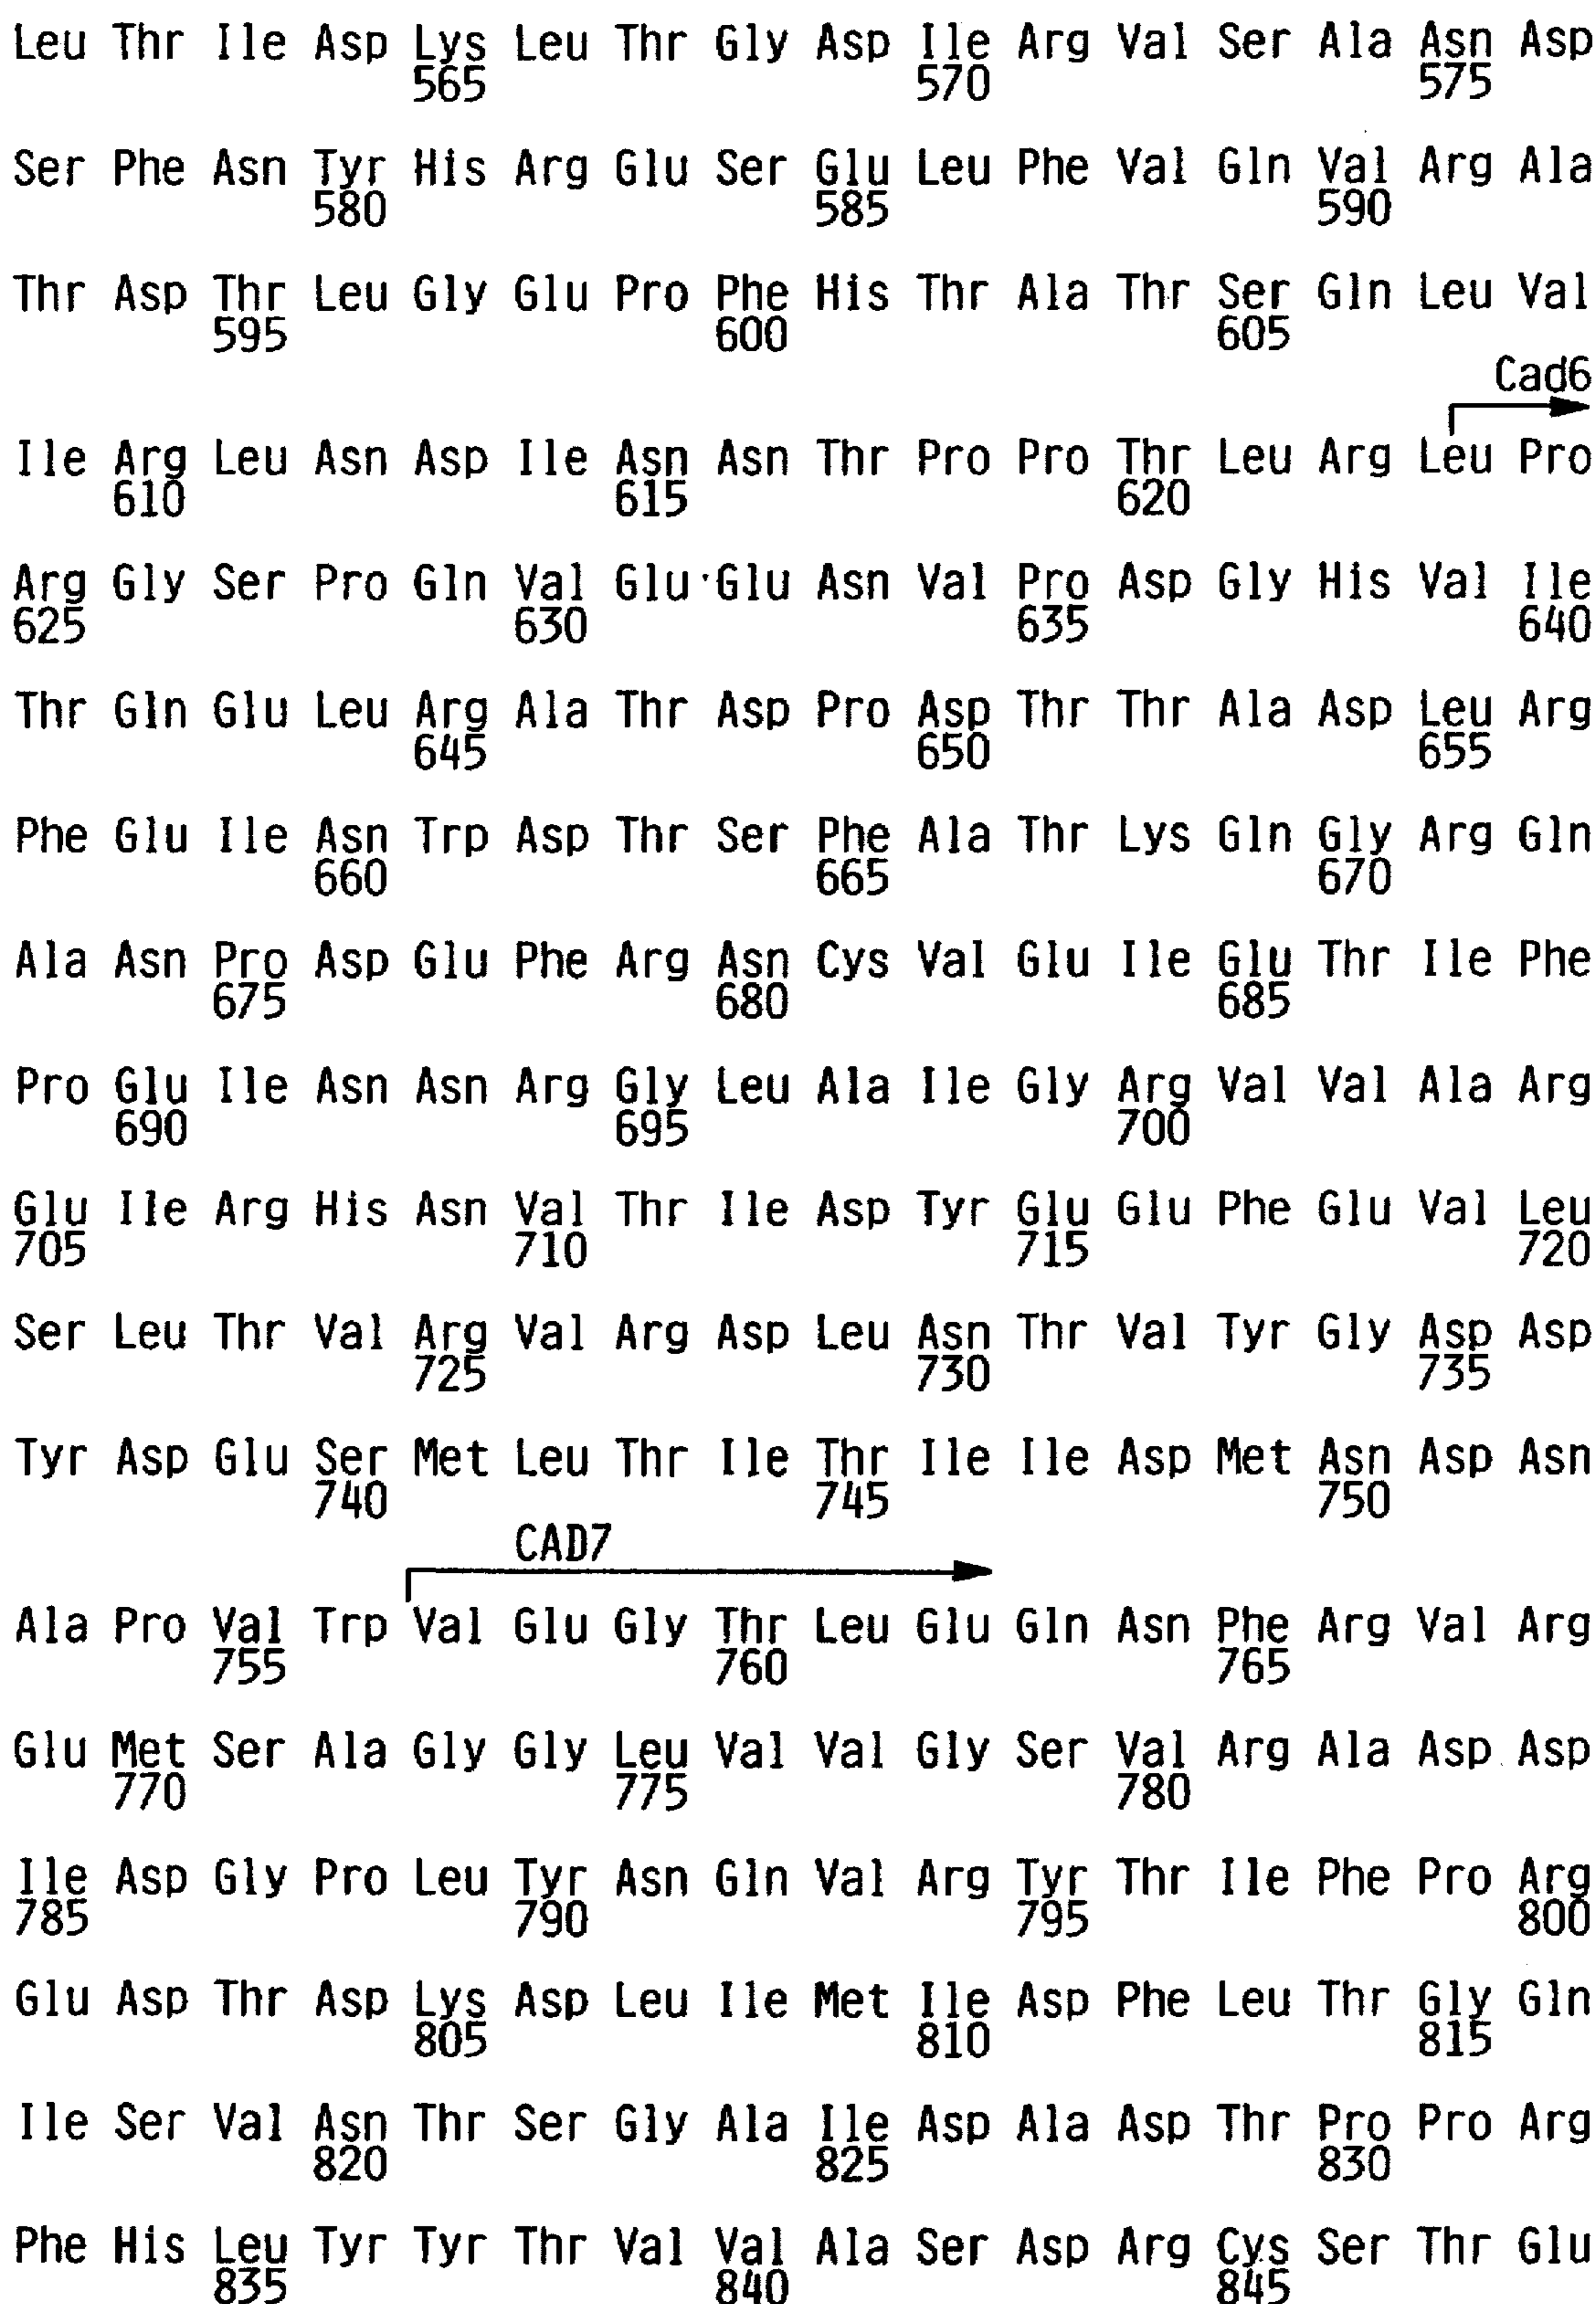 Leu Thr Ile Asp Lys Leu Thr Gly Asp Ile Arg Val Ser Ala Asn Asp
565 570 575
Ser Phe Asn Tyr His Arg Glu Ser Glu Leu Phe Val Gln Val Arg Ala
580 585 590
Thr Asp Thr Leu Gly Glu Pro Phe His Thr Ala Thr Ser Gln Leu Val
595 600 605
Cad6
Ile Arg Leu Asn Asp Ile Asn Asn Thr Pro Pro Thr Leu Arg Leu Pro
610 615 620
Arg Gly Ser Pro Gln Val Glu Glu Asn Val Pro Asp Gly His Val Ile
625 630 635 640
Thr Gln Glu Leu Arg Ala Thr Asp Pro Asp Thr Thr Ala Asp Leu Arg
645 650 655
Phe Glu Ile Asn Trp Asp Thr Ser Phe Ala Thr Lys Gln Gly Arg Gln
660 665 670
Ala Asn Pro Asp Glu Phe Arg Asn Cys Val Glu Ile Glu Thr Ile Phe
675 680 685
Pro Glu Ile Asn Asn Arg Gly Leu Ala Ile Gly Arg Val Val Ala Arg
690 695 700
Glu Ile Arg His Asn Val Thr Ile Asp Tyr Glu Glu Phe Glu Val Leu
705 710 715 720
Ser Leu Thr Val Arg Val Arg Asp Leu Asn Thr Val Tyr Gly Asp Asp
725 730 735
Tyr Asp Glu Ser Met Leu Thr Ile Thr Ile Ile Asp Met Asn Asp Asn
740 745 750
CAD7
Ala Pro Val Trp Val Glu Gly Thr Leu Glu Gln Asn Phe Arg Val Arg
755 760 765
Glu Met Ser Ala Gly Gly Leu Val Val Gly Ser Val Arg Ala Asp Asp
770 775 780
Ile Asp Gly Pro Leu Tyr Asn Gln Val Arg Tyr Thr Ile Phe Pro Arg
785 790 795 800
Glu Asp Thr Asp Lys Asp Leu Ile Met Ile Asp Phe Leu Thr Gly Gln
805 810 815
Ile Ser Val Asn Thr Ser Gly Ala Ile Asp Ala Asp Thr Pro Pro Arg
820 825 830
Phe His Leu Tyr Tyr Thr Val Val Ala Ser Asp Arg Cys Ser Thr Glu
835 840 845